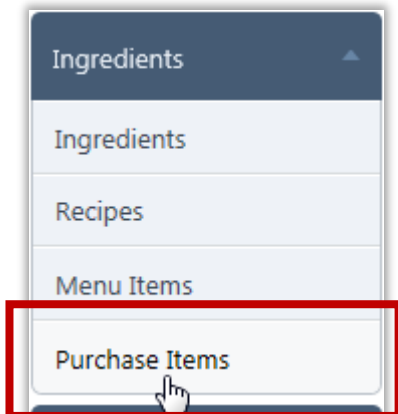 Ingredients
Ingredients
Recipes
Menu Items
Purchase Items